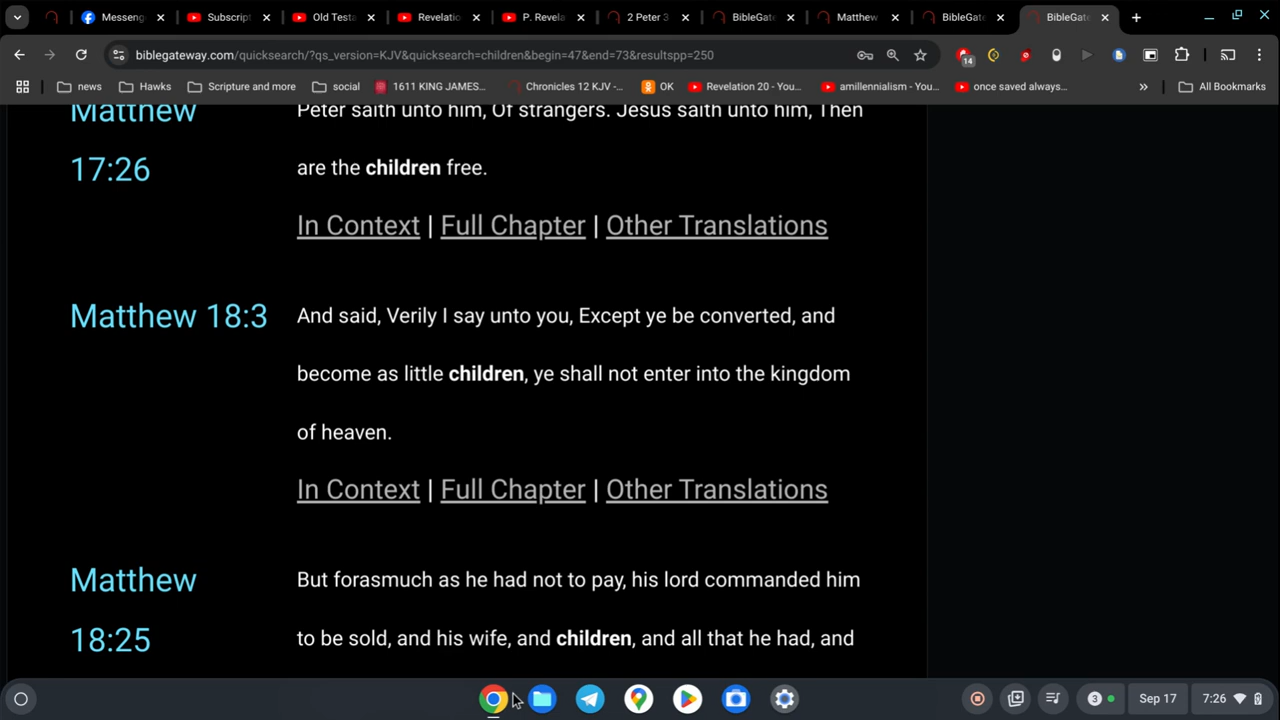 Messeng
Subscript
Old Testa
Revelatio
P. Revela
2 Peter 3
BibleGat
Matthew
BibleGat
BibleGat
biblegateway.com/quicksearch/?qs_version=KJV&quicksearch=children&begin=47&end=73&resultspp=250
14
news
Hawks
Scripture and more
social
1611 KING JAMES...
Chronicles 12 KJV -...
OK
Revelation 20 - You...
amillennialism - You...
once saved always...
All Bookmarks
Matthew
17:26
Peter saith unto him, Of strangers. Jesus saith unto him, Then
are the children free.
In Context | Full Chapter | Other Translations
Matthew 18:3
And said, Verily I say unto you, Except ye be converted, and
become as little children, ye shall not enter into the kingdom
of heaven.
In Context | Full Chapter | Other Translations
Matthew
18:25
But forasmuch as he had not to pay, his lord commanded him
to be sold, and his wife, and children, and all that he had, and
3
Sep 17
7:26